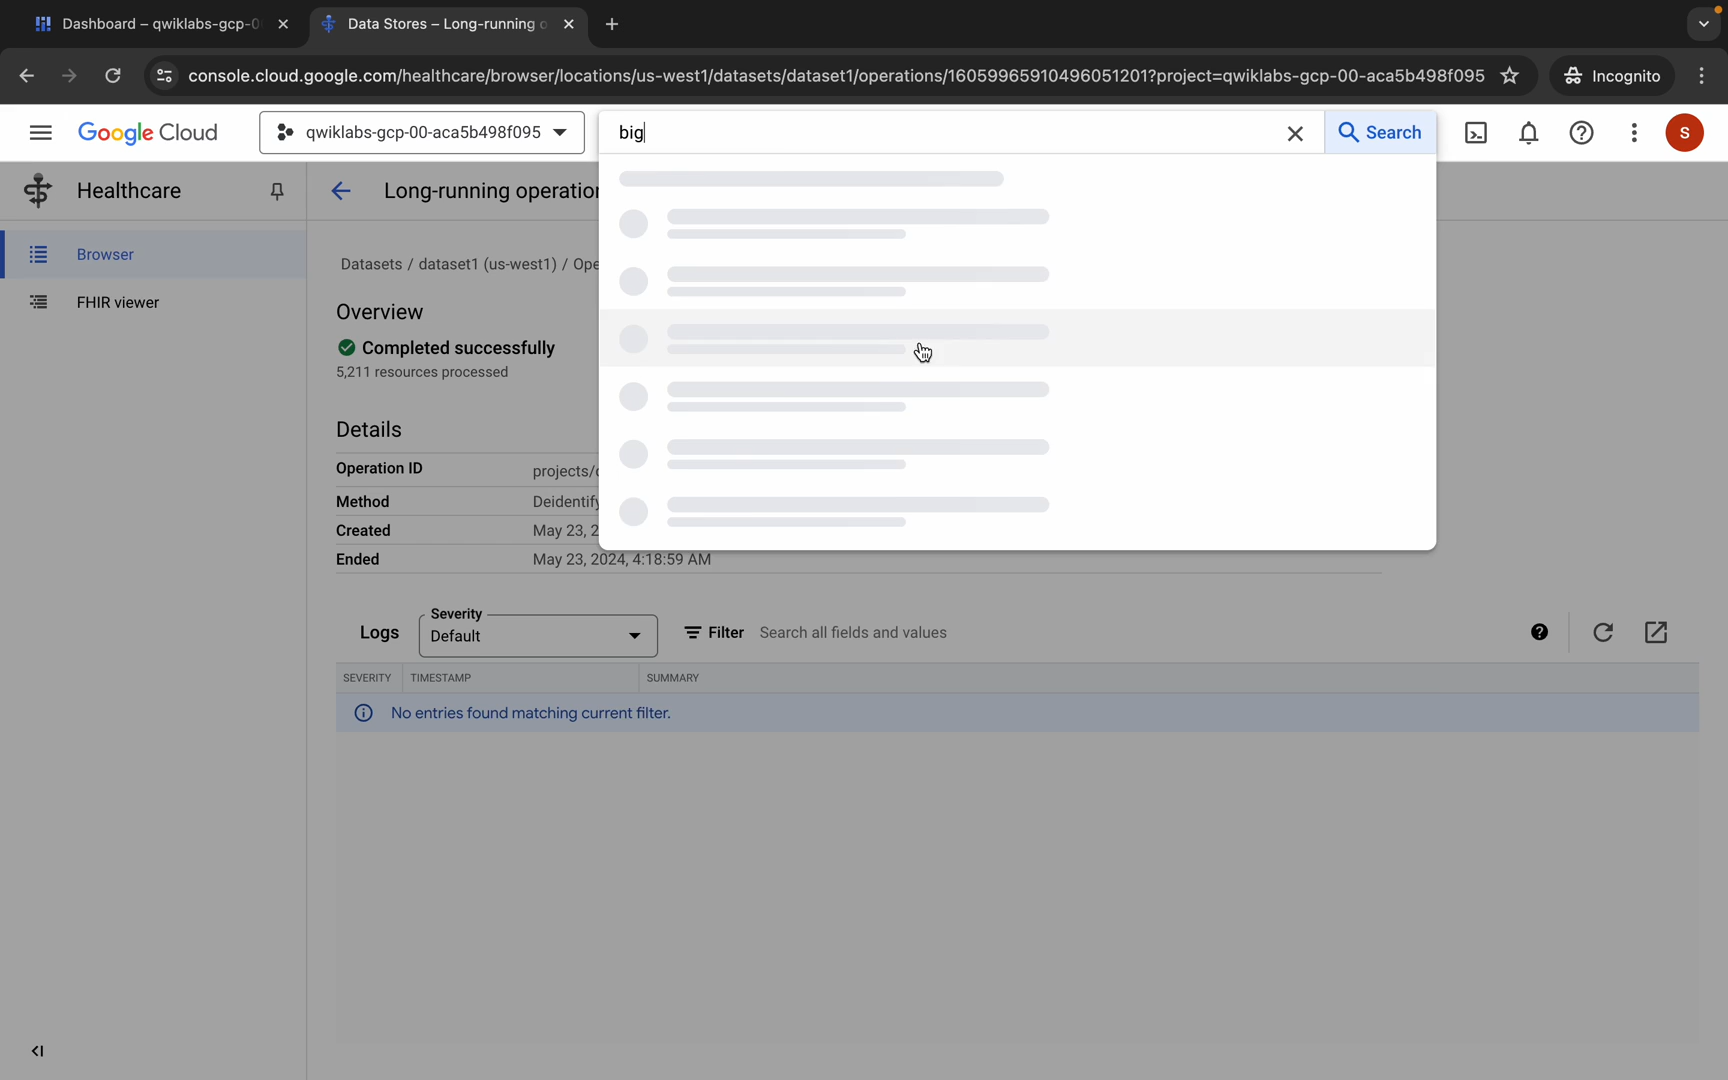 Dashboard – qwiklabs-gcp-0
Data Stores – Long-running o
console.cloud.google.com/healthcare/browser/locations/us-west1/datasets/dataset1/operations/16059965910496051201?project=qwiklabs-gcp-00-aca5b498f095
Incognito
Google Cloud
qwiklabs-gcp-00-aca5b498f095
big
Search
S
Healthcare
Long-running operation
Browser
FHIR viewer
Datasets / dataset1 (us-west1) / Ope
Overview
Completed successfully
5,211 resources processed
Details
Operation ID projects/
Method Deidentify
Created May 23, 2
Ended May 23, 2024, 4:18:59 AM
Logs
Severity
Default
Filter Search all fields and values
SEVERITY TIMESTAMP SUMMARY
No entries found matching current filter.